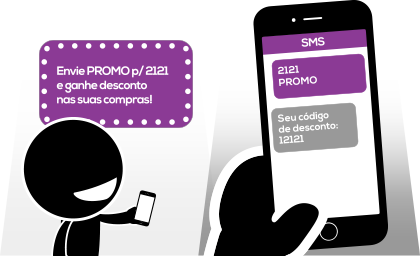 Envie PROMO p/ 2121
e ganhe desconto
nas suas compras!
SMS
2121
PROMO
Seu código
de desconto:
12121